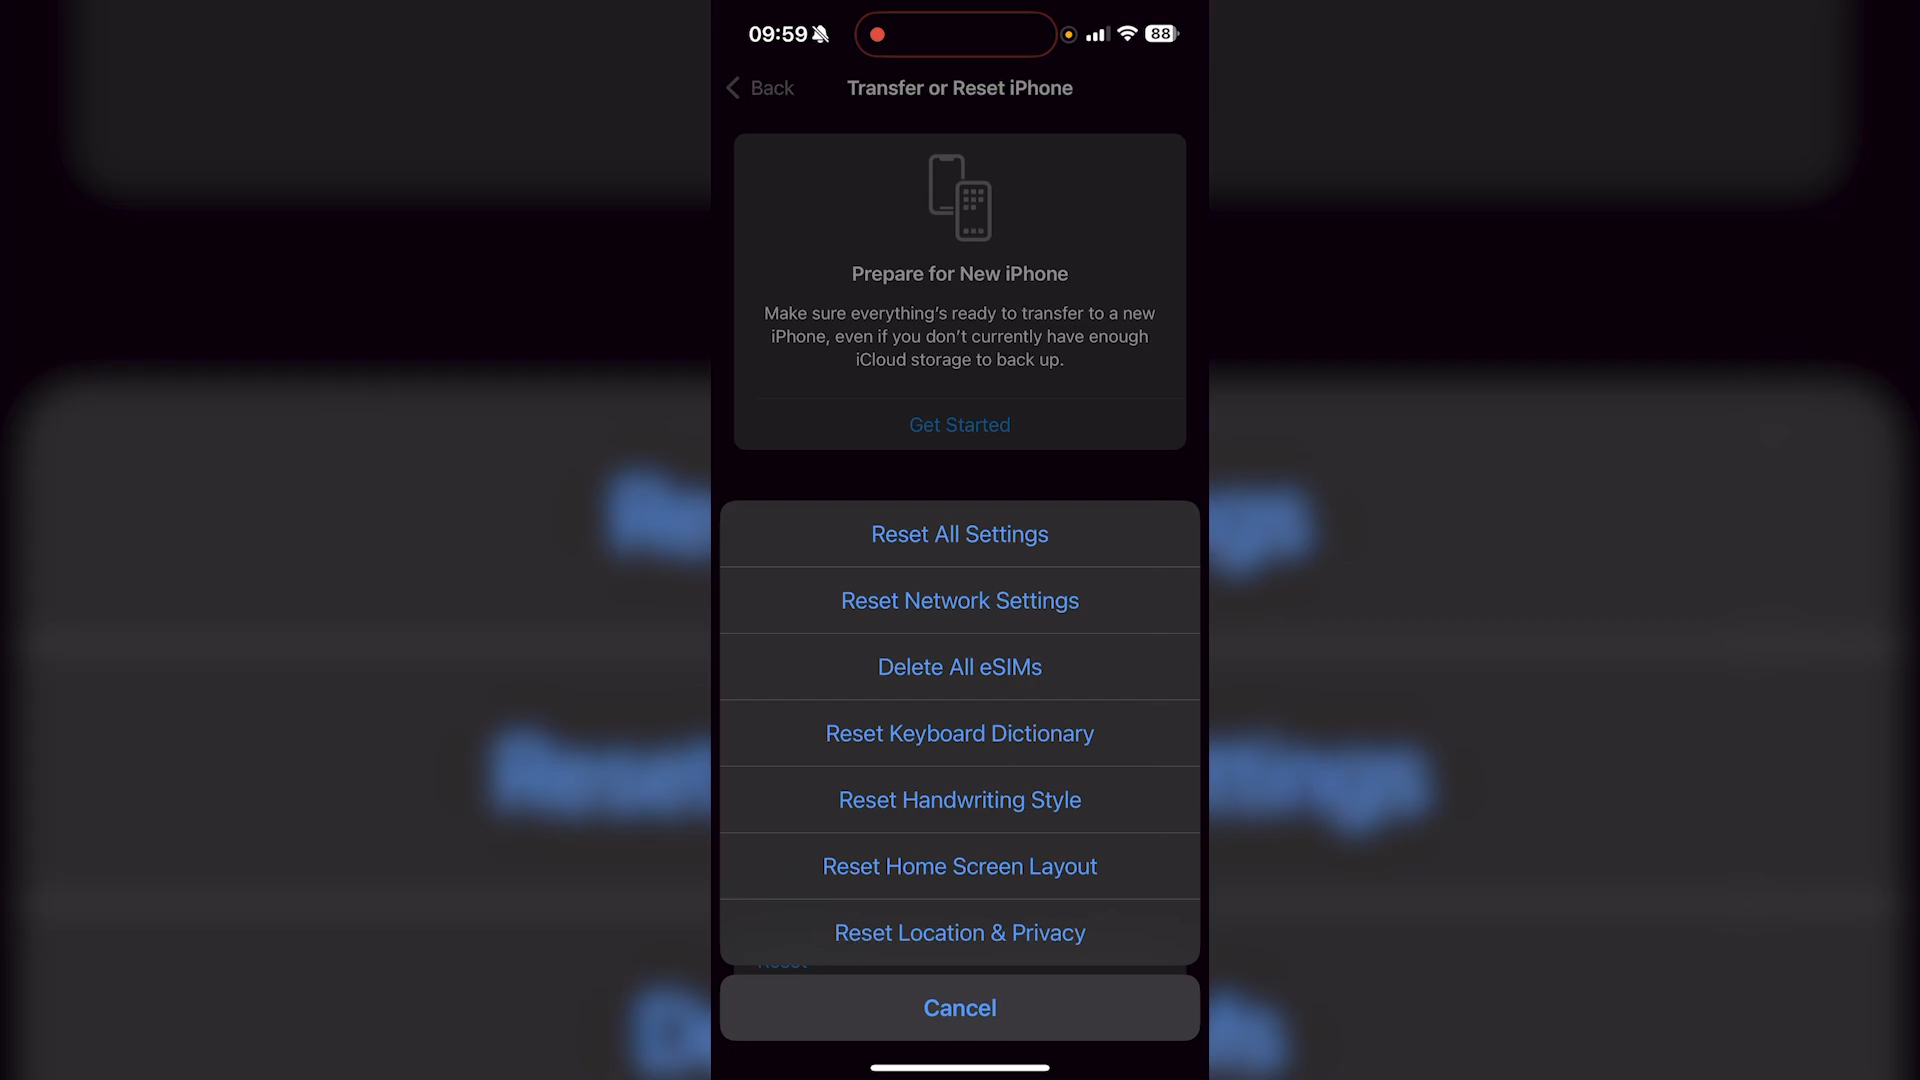 09:59
88
Back
Transfer or Reset iPhone
Prepare for New iPhone
Make sure everything's ready to transfer to a new
iPhone, even if you don't currently have enough
iCloud storage to back up.
Get Started
Reset All Settings
Reset Network Settings
Delete All eSIMs
Reset Keyboard Dictionary
Reset Handwriting Style
Reset Home Screen Layout
Reset Location & Privacy
Reset
Cancel